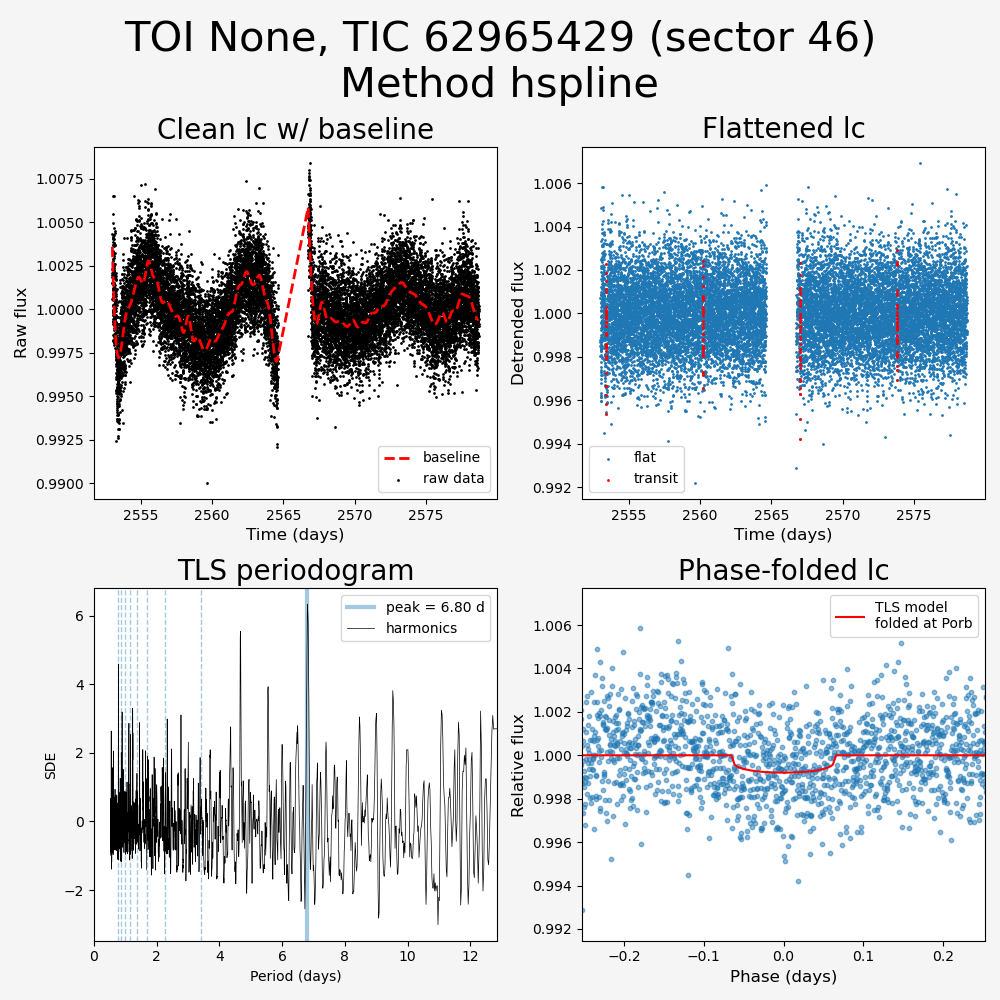 TOI None, TIC 62965429 (sector 46)
Method hspline
Clean lc w/ baseline
Raw flux
1.0075
1.0050
1.0025
1.0000
0.9975
0.9950
0.9925
0.9900
baseline
raw data
2555
2560
2565
2570
2575
Time (days)
Flattened lc
Detrended flux
1.006
1.004
1.002
1.000
0.998
0.996
0.994
0.992
flat
transit
2555
2560
2565
2570
2575
Time (days)
TLS periodogram
SDE
6
4
2
0
−2
peak = 6.80 d
harmonics
0
2
4
6
8
10
12
Period (days)
Phase-folded lc
Relative flux
1.006
1.004
1.002
1.000
0.998
0.996
0.994
0.992
TLS model
folded at Porb
−0.2
−0.1
0.0
0.1
0.2
Phase (days)